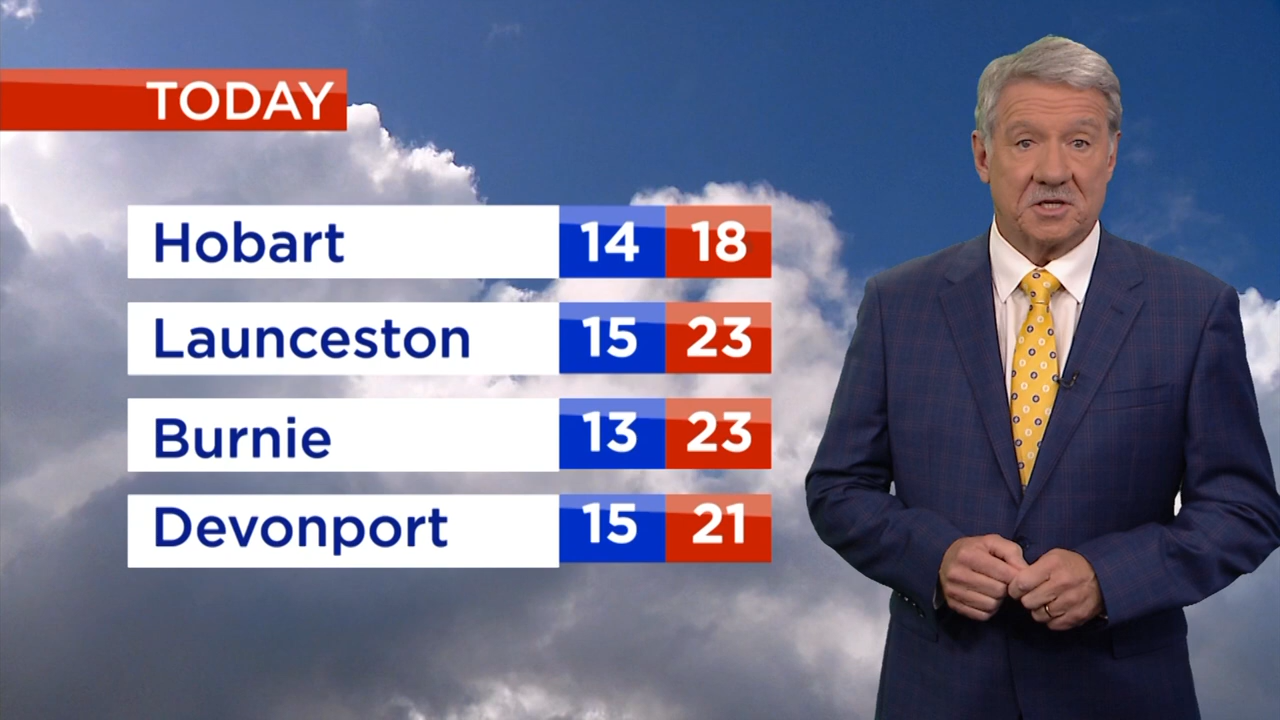 TODAY
Hobart 14 18
Launceston 15 23
Burnie 13 23
Devonport 15 21